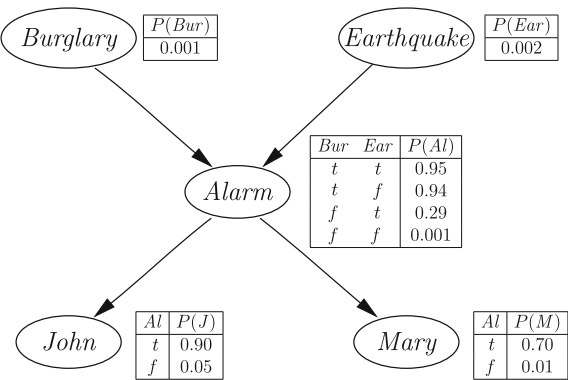 Burglary
P(Bur)
0.001
Earthquake
P(Ear)
0.002
Alarm
Bur Ear P(Al)
t t 0.95
t f 0.94
f t 0.29
f f 0.001
John
Al P(J)
t 0.90
f 0.05
Mary
Al P(M)
t 0.70
f 0.01